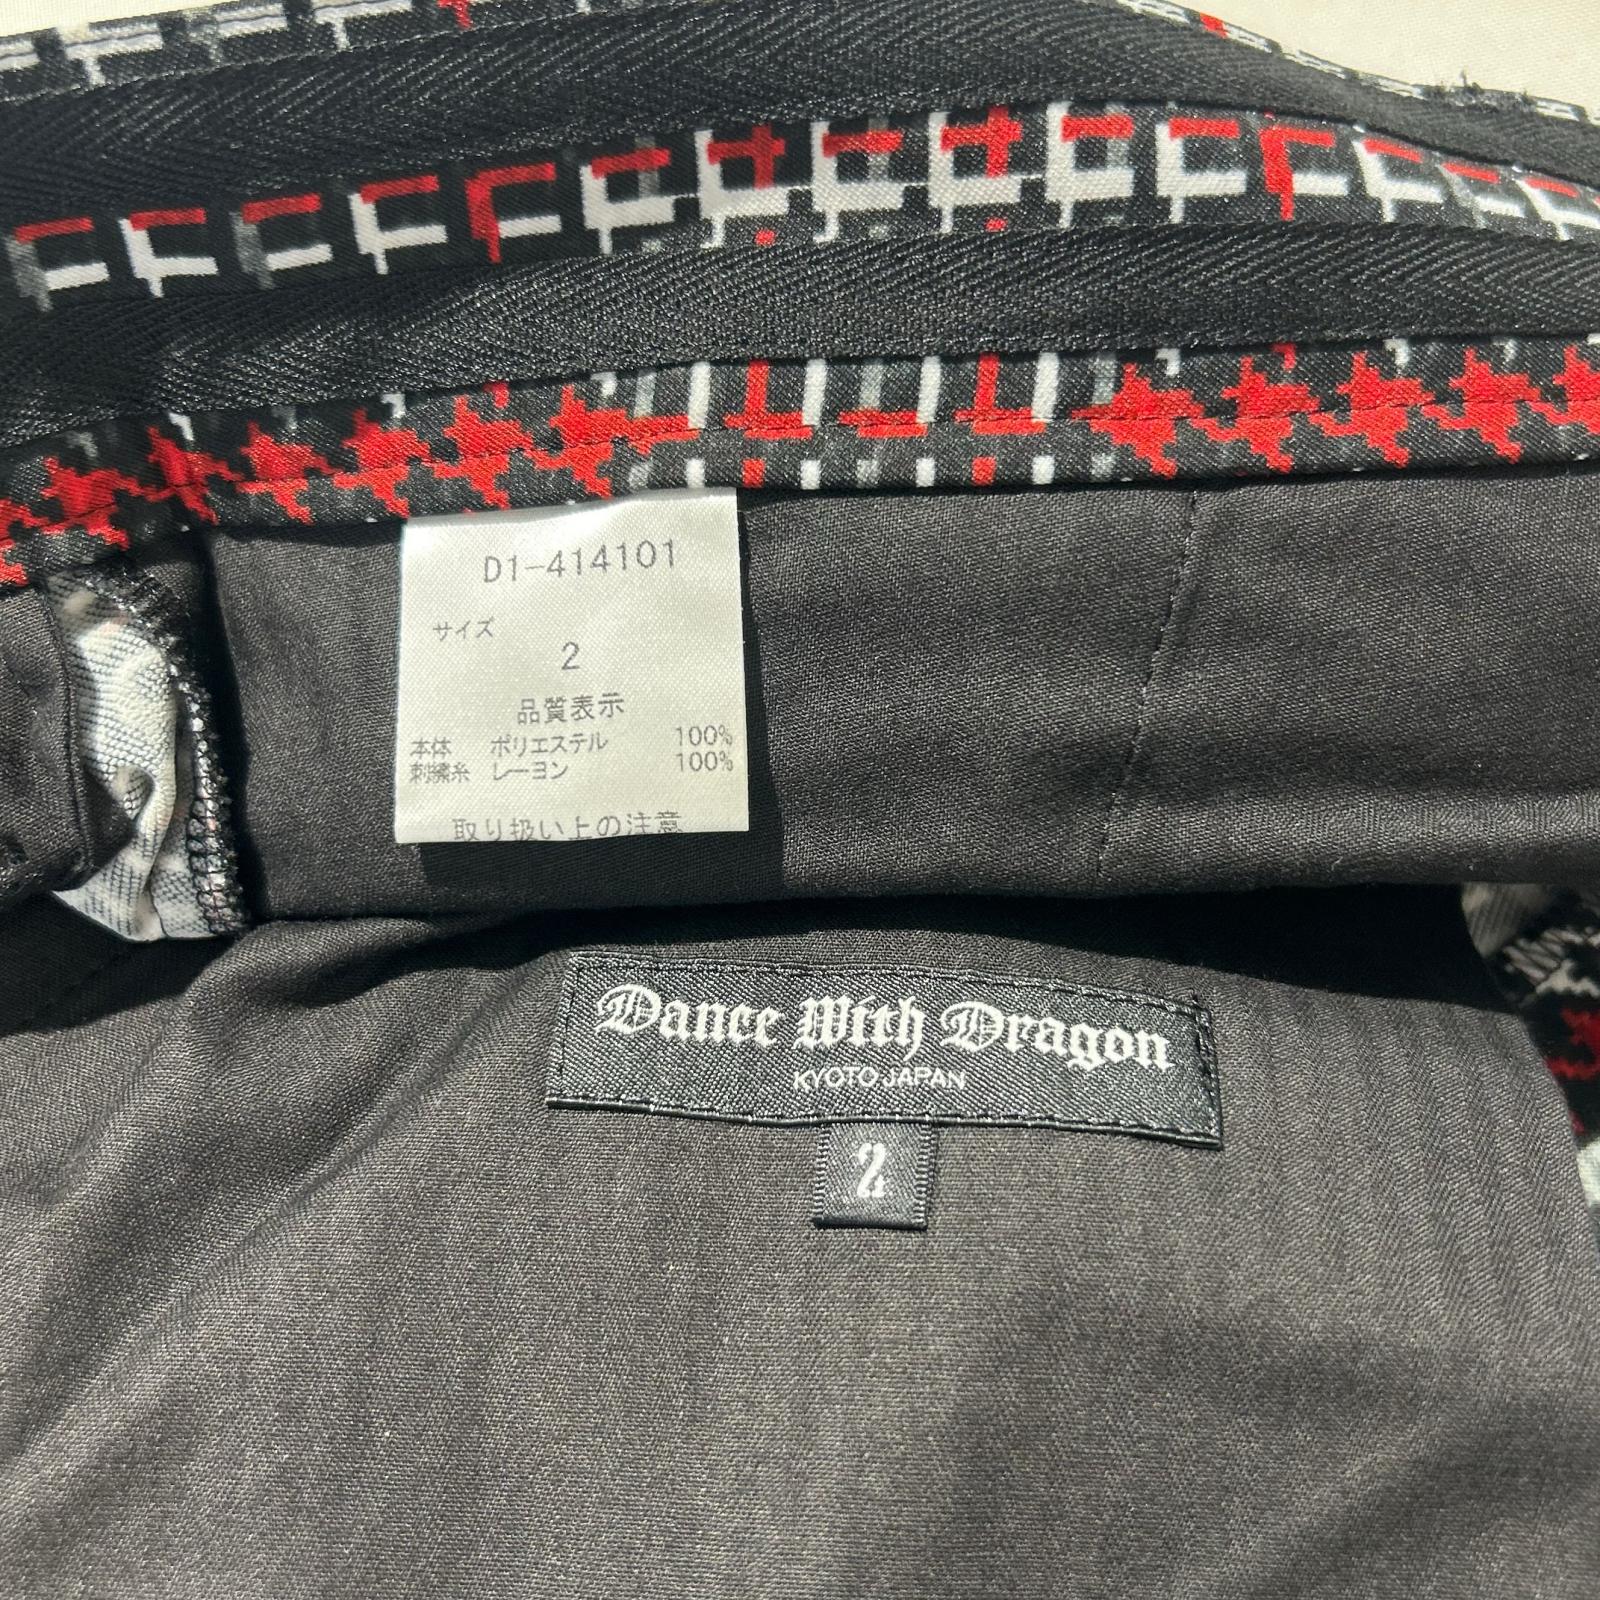 D1-414101
サイズ
2
品質表示
本体 ポリエステル 100%
刺繍糸 レーヨン 100%
取り扱い上の注意
Dance With Dragon
KYOTO JAPAN
2